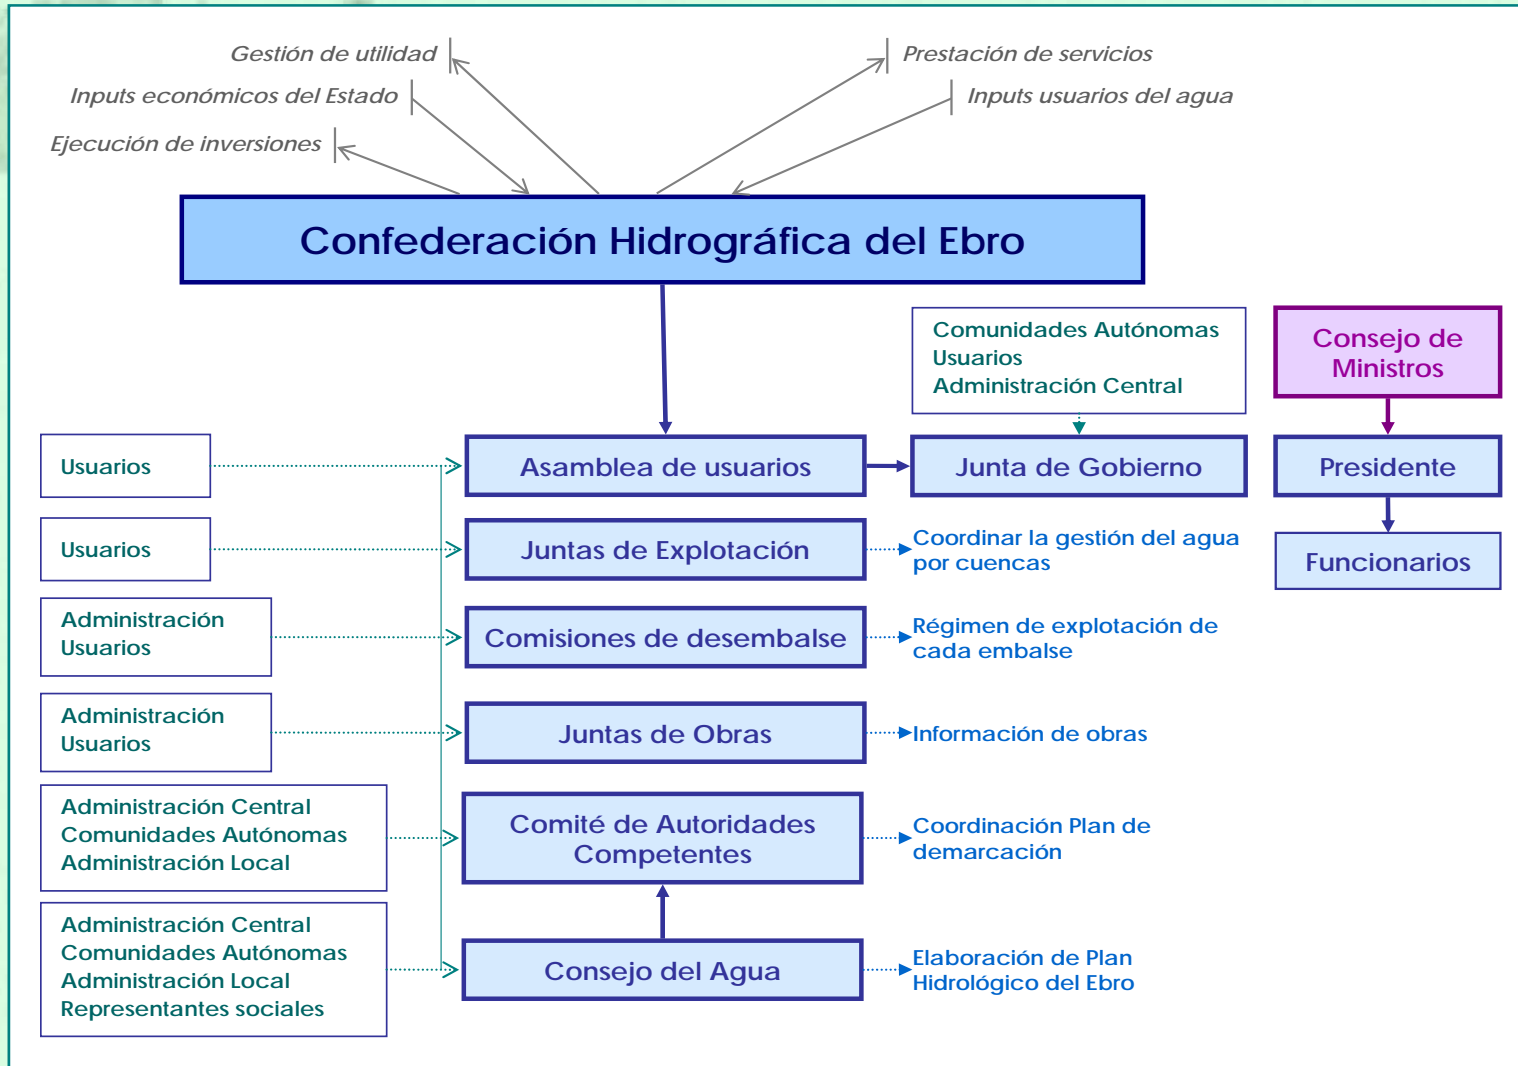 Gestión de utilidad
Prestación de servicios
Inputs económicos del Estado
Inputs usuarios del agua
Ejecución de inversiones
Confederación Hidrográfica del Ebro
Comunidades Autónomas
Usuarios
Administración Central
Consejo de
Ministros
Usuarios
Asamblea de usuarios
Junta de Gobierno
Presidente
Usuarios
Juntas de Explotación
Coordinar la gestión del agua
por cuencas
Funcionarios
Administración
Usuarios
Comisiones de desembalse
Régimen de explotación de
cada embalse
Administración
Usuarios
Juntas de Obras
Información de obras
Administración Central
Comunidades Autónomas
Administración Local
Comité de Autoridades
Competentes
Coordinación Plan de
demarcación
Administración Central
Comunidades Autónomas
Administración Local
Representantes sociales
Consejo del Agua
Elaboración de Plan
Hidrológico del Ebro